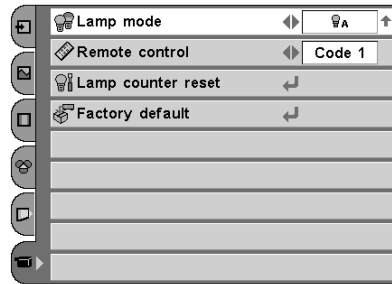 Lamp mode A
Remote control Code 1
Lamp counter reset
Factory default